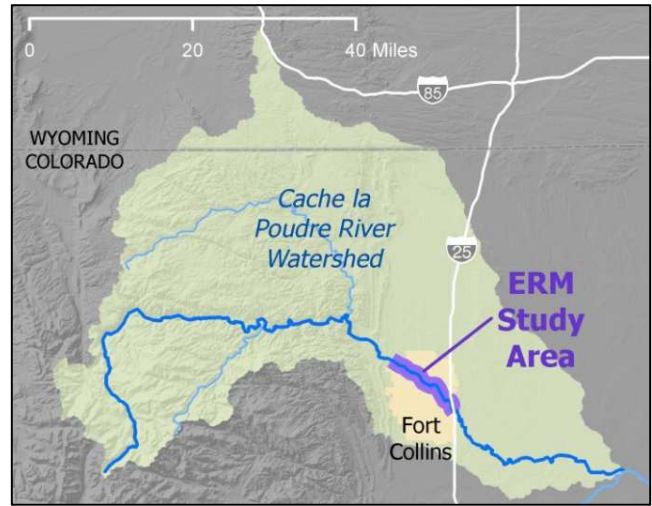 0 20 40 Miles
85
WYOMING
COLORADO
Cache la
Poudre River
Watershed
25
ERM
Study
Area
Fort
Collins